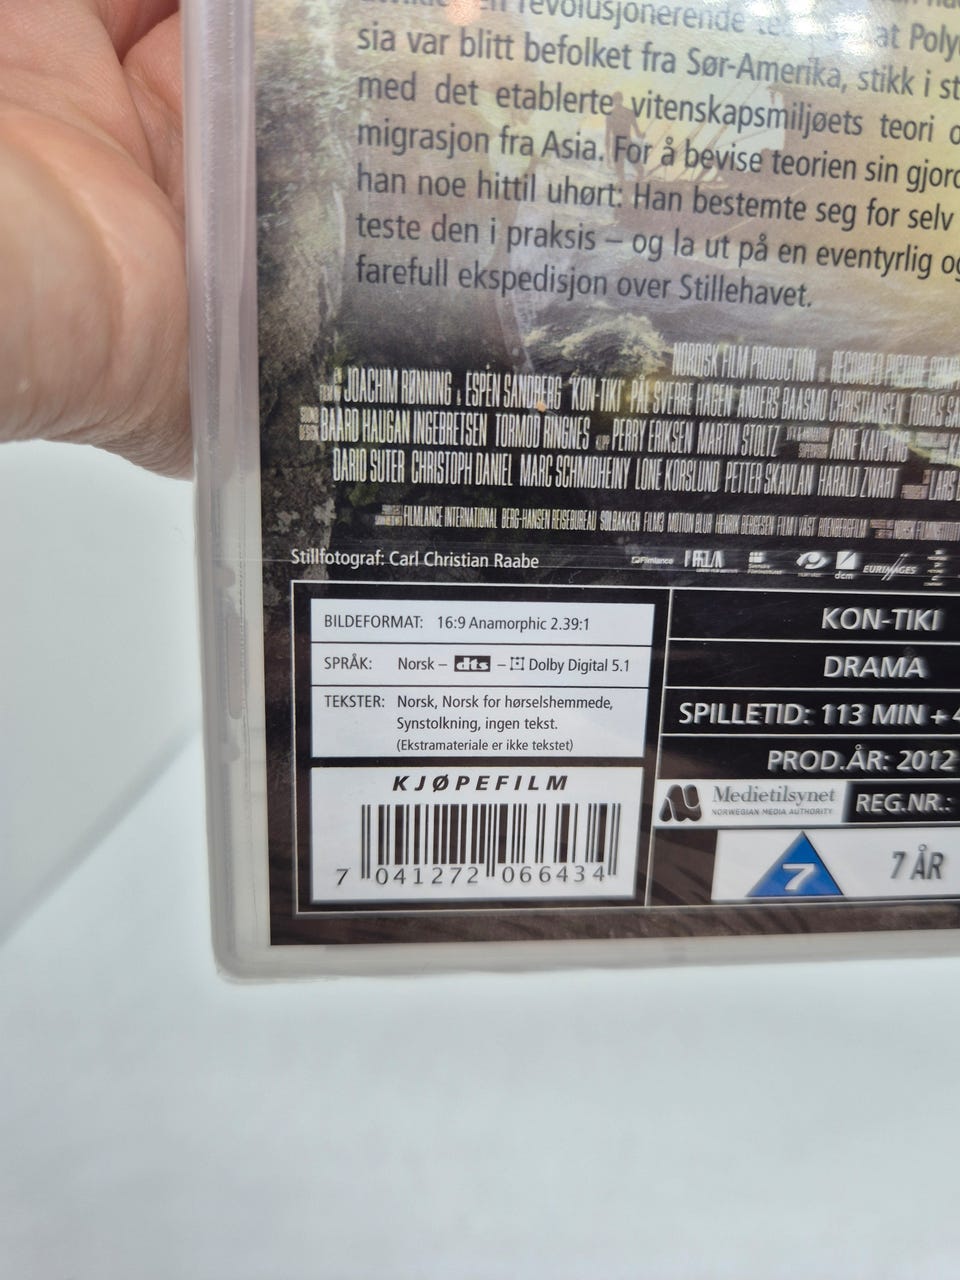 revolusjonerende
at
sia var blitt befolket fra Sør-Amerika, stikk i
med det etablerte vitenskapsmiljøets teori
migrasjon fra Asia. For å bevise teorien sin
han noe hittil uhørt: Han bestemte seg for selv
teste den i praksis – og la ut på en eventyrlig
farefull ekspedisjon over Stillehavet.
NORDISK FILM PRODUCTION
JOACHIM RØNNING & ESPEN SANDBERG "KON-TIKI" PÅL SVERRE HAGEN ANDERS BAASMO CHRISTIANSEN
BAARD HAUGAN INGEBRETSEN TORMOD RINGNES PERRY ERIKSEN MARTIN STOLTZ ARNE KAUPANG
DARIO SUTER CHRISTOPH DANIEL MARC SCHMIDHEINY LONE KORSLUND PETTER SKAVLAN HARALD ZWART
FILMLANCE INTERNATIONAL BERG-HANSEN REISEBUREAU SOLBAKKEN FILMS MOTION BLUR HENRIK BERGESEN FILM I VÄST ROENBERGFILM
Stillfotograf: Carl Christian Raabe
Filmlance
dcm
EURIMAGES
BILDEFORMAT: 16:9 Anamorphic 2.39:1
SPRÅK: Norsk – dts – Dolby Digital 5.1
TEKSTER: Norsk, Norsk for hørselshemmede,
Synstolkning, ingen tekst.
(Ekstramateriale er ikke tekstet)
KJØPEFILM
7 041272 066434
KON-TIKI
DRAMA
SPILLETID: 113 MIN +
PROD.ÅR: 2012
Medietilsynet
NORWEGIAN MEDIA AUTHORITY
REG.NR.:
7
7 ÅR